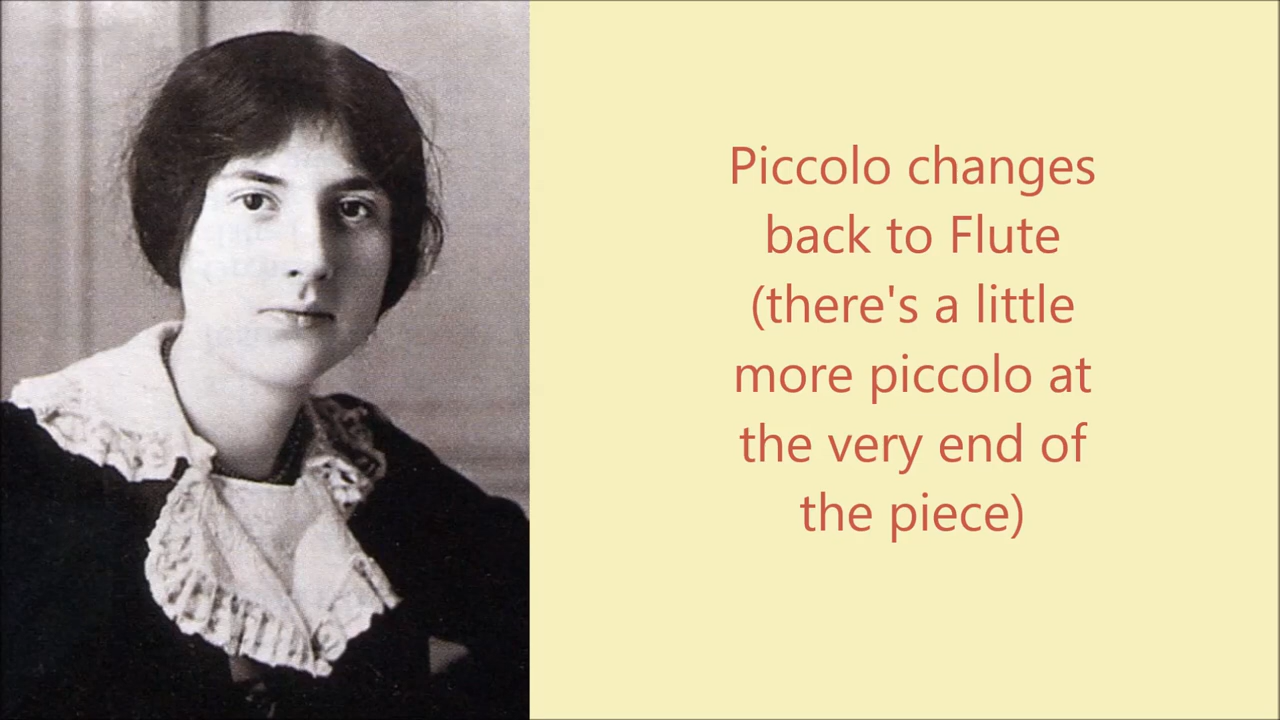 Piccolo changes
back to Flute
(there's a little
more piccolo at
the very end of
the piece)